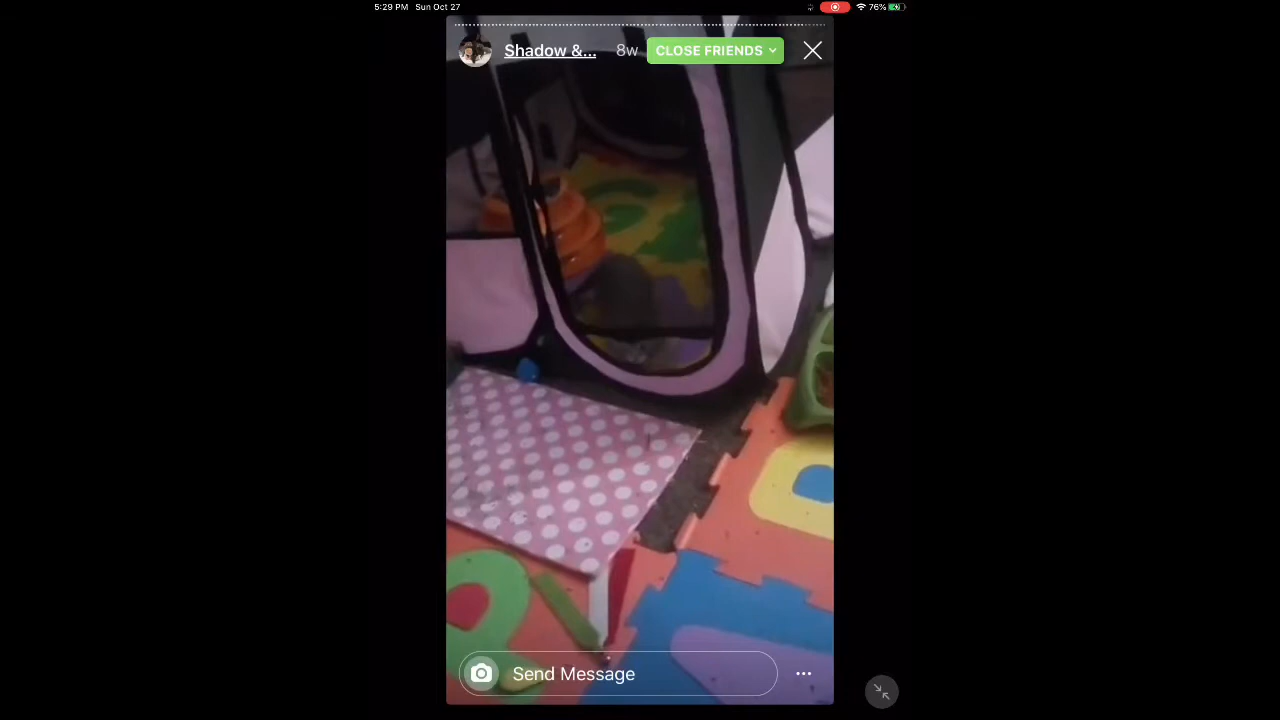 5:29 PM Sun Oct 27
76%
Shadow &... 8w CLOSE FRIENDS
Send Message